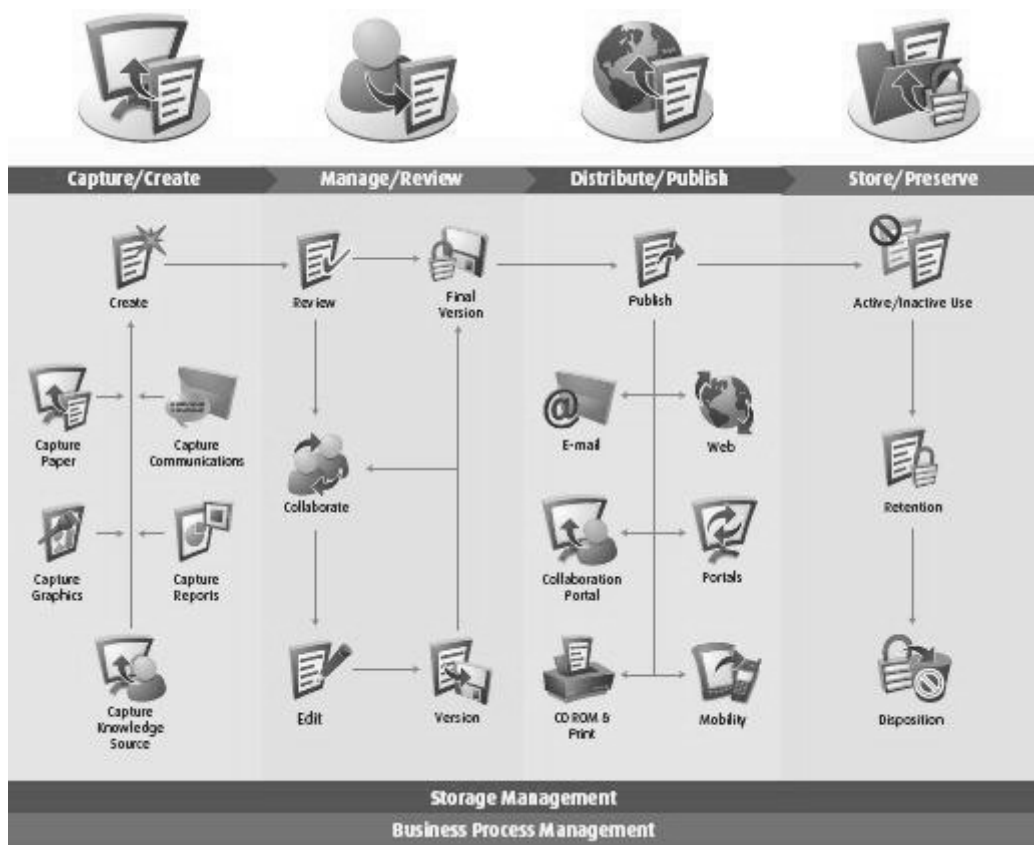 Capture/Create
Manage/Review
Distribute/Publish
Store/Preserve
Create
Review
Final
Version
Publish
Active/Inactive Use
Capture
Paper
Capture
Communications
E-mail
@
Web
Collaborate
Retention
Capture
Graphics
Capture
Reports
Collaboration
Portal
Portals
Capture
Knowledge
Source
Edit
Version
CD ROM &
Print
Mobility
Disposition
Storage Management
Business Process Management